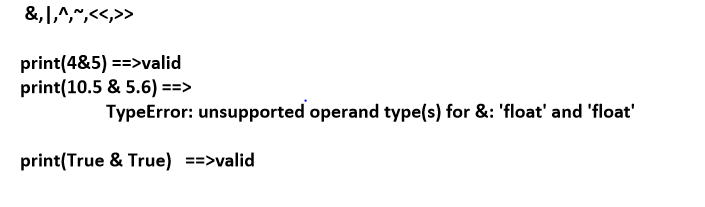 &,|,^,~,<<,>>
print(4&5) ==>valid
print(10.5 & 5.6) ==>
TypeError: unsupported operand type(s) for &: 'float' and 'float'
print(True & True) ==>valid